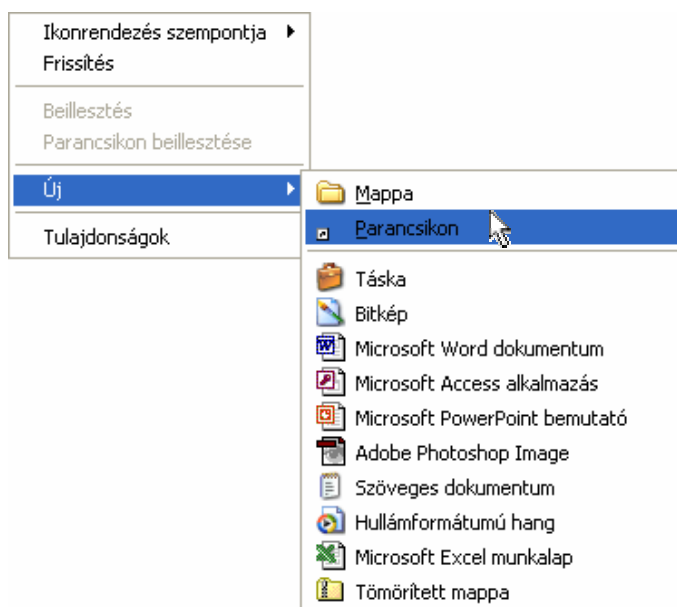 Ikonrendezés szempontja
Frissítés
Beillesztés
Parancsikon beillesztése
Új
Tulajdonságok
Mappa
Parancsikon
Táska
Bitkép
Microsoft Word dokumentum
Microsoft Access alkalmazás
Microsoft PowerPoint bemutató
Adobe Photoshop Image
Szöveges dokumentum
Hullámformátumú hang
Microsoft Excel munkalap
Tömörített mappa